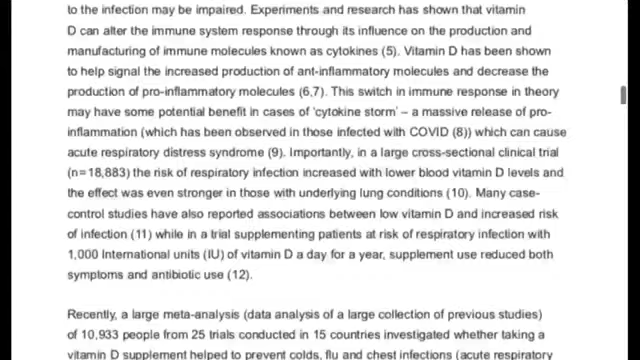 to the infection may be impaired. Experiments and research has shown that vitamin
D can alter the immune system response through its influence on the production and
manufacturing of immune molecules known as cytokines (5). Vitamin D has been shown
to help signal the increased production of ant-inflammatory molecules and decrease the
production of pro-inflammatory molecules (6,7). This switch in immune response in theory
may have some potential benefit in cases of 'cytokine storm' – a massive release of pro-
inflammation (which has been observed in those infected with COVID (8)) which can cause
acute respiratory distress syndrome (9). Importantly, in a large cross-sectional clinical trial
(n=18,883) the risk of respiratory infection increased with lower blood vitamin D levels and
the effect was even stronger in those with underlying lung conditions (10). Many case-
control studies have also reported associations between low vitamin D and increased risk
of infection (11) while in a trial supplementing patients at risk of respiratory infection with
1,000 International units (IU) of vitamin D a day for a year, supplement use reduced both
symptoms and antibiotic use (12).
Recently, a large meta-analysis (data analysis of a large collection of previous studies)
of 10,933 people from 25 trials conducted in 15 countries investigated whether taking a
vitamin D supplement helped to prevent colds, flu and chest infections (acute respiratory